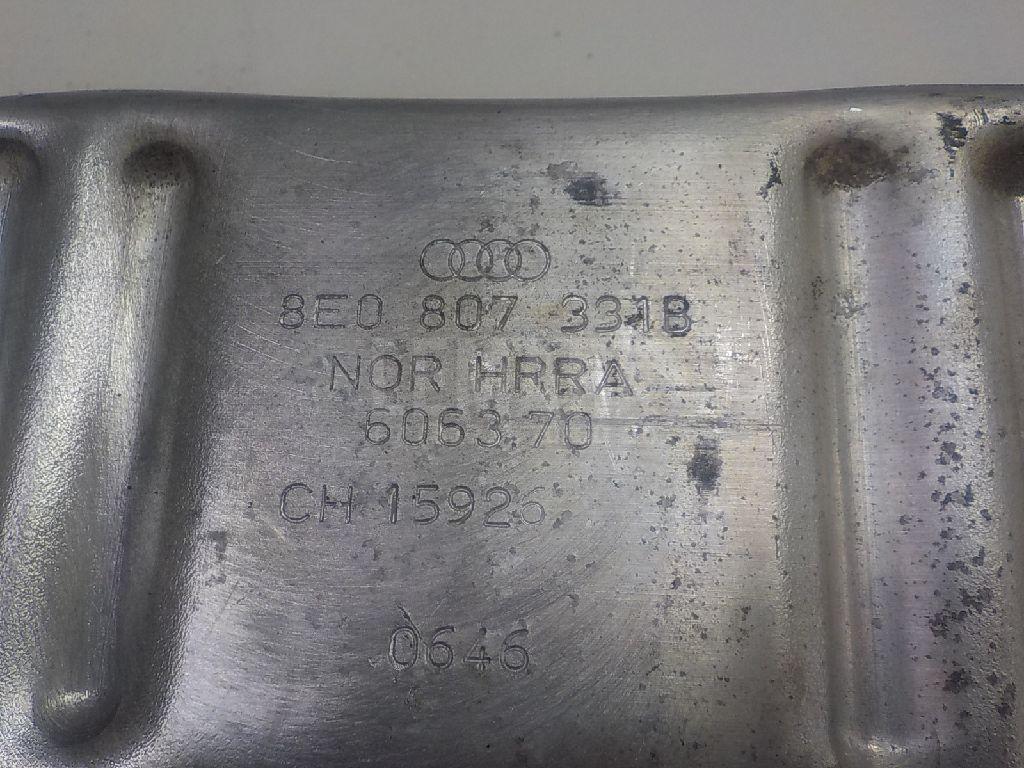 8E0 807 331B
NOR HRRA
6063.70
CH 15926
0646